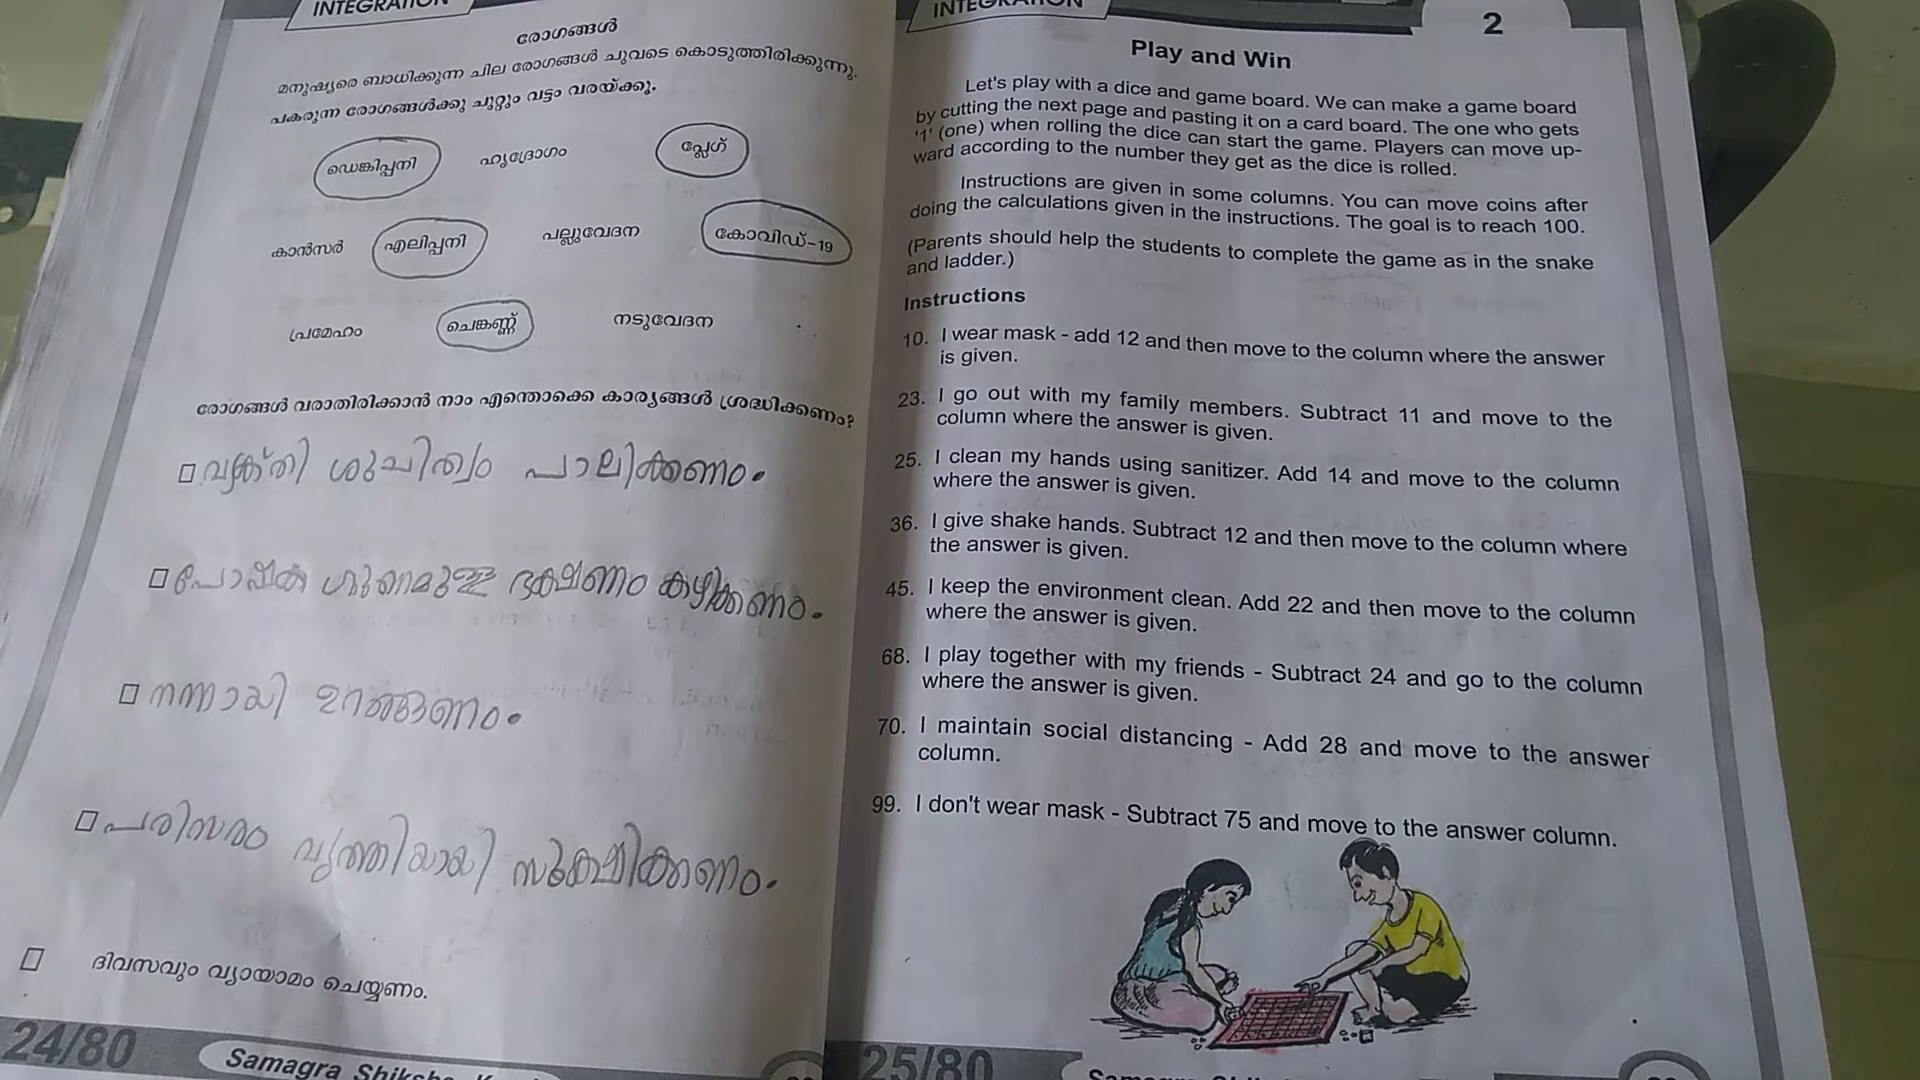 INTEGRATION
രോഗങ്ങൾ
മനുഷ്യരെ ബാധിക്കുന്ന ചില രോഗങ്ങൾ ചുവടെ കൊടുത്തിരിക്കുന്നു.
പകരുന്ന രോഗങ്ങൾക്കു ചുറ്റും വട്ടം വരയ്ക്കൂ.
ഡെങ്കിപ്പനി ഹൃദ്രോഗം പ്ലേഗ്
കാൻസർ എലിപ്പനി പല്ലുവേദന കോവിഡ്-19
പ്രമേഹം ചെങ്കണ്ണ് നടുവേദന
രോഗങ്ങൾ വരാതിരിക്കാൻ നാം എന്തൊക്കെ കാര്യങ്ങൾ ശ്രദ്ധിക്കണം?
വ്യക്തി ശുചിത്വം പാലിക്കണം.
പോഷക ഗുണമുള്ള ഭക്ഷണം കഴിക്കണം.
നന്നായി ഉറങ്ങണം.
പരിസരം വൃത്തിയായി സൂക്ഷിക്കണം.
ദിവസവും വ്യായാമം ചെയ്യണം.
24/80
Samagra Shiksha
INTEGRATION
2
Play and Win
Let's play with a dice and game board. We can make a game board
by cutting the next page and pasting it on a card board. The one who gets
'1' (one) when rolling the dice can start the game. Players can move up-
ward according to the number they get as the dice is rolled.
Instructions are given in some columns. You can move coins after
doing the calculations given in the instructions. The goal is to reach 100.
(Parents should help the students to complete the game as in the snake
and ladder.)
Instructions
10. I wear mask - add 12 and then move to the column where the answer
is given.
23. I go out with my family members. Subtract 11 and move to the
column where the answer is given.
25. I clean my hands using sanitizer. Add 14 and move to the column
where the answer is given.
36. I give shake hands. Subtract 12 and then move to the column where
the answer is given.
45. I keep the environment clean. Add 22 and then move to the column
where the answer is given.
68. I play together with my friends - Subtract 24 and go to the column
where the answer is given.
70. I maintain social distancing - Add 28 and move to the answer
column.
99. I don't wear mask - Subtract 75 and move to the answer column.
25/80